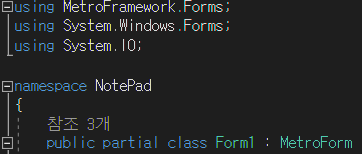 using MetroFramework.Forms;
using System.Windows.Forms;
using System.IO;
namespace NotePad
{
참조 3개
public partial class Form1 : MetroForm